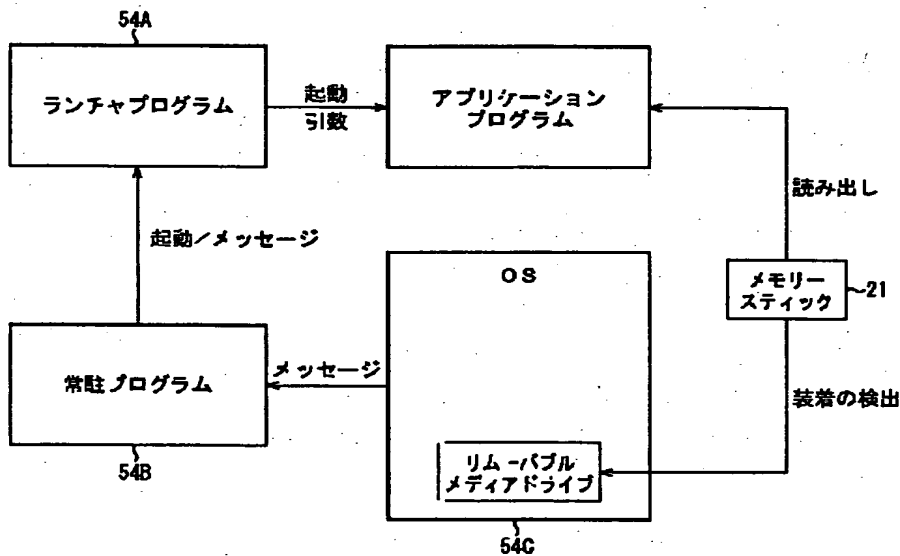 54A
ランチャプログラム
起動
引数
アプリケーション
プログラム
読み出し
起動/メッセージ
OS
メモリー
スティック
21
常駐プログラム
メッセージ
装着の検出
54B
リムーバブル
メディアドライブ
54C